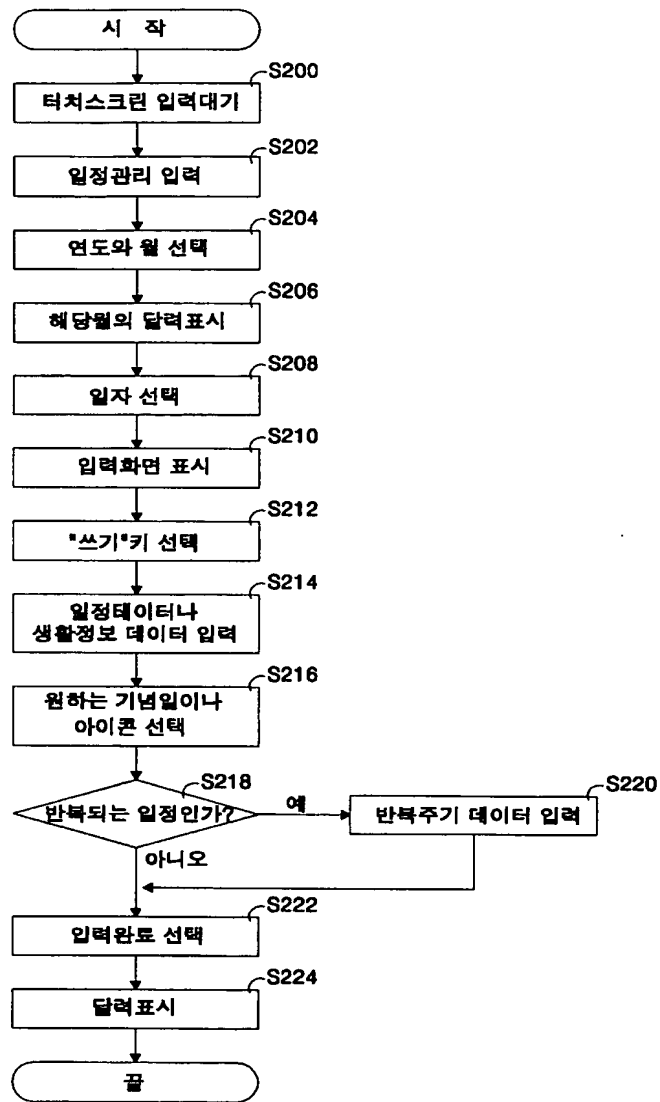 시 작
S200
터치스크린 입력대기
S202
일정관리 입력
S204
연도와 월 선택
S206
해당월의 달력표시
S208
일자 선택
S210
입력화면 표시
S212
"쓰기"키 선택
S214
일정테이터나
생활정보 데이터 입력
S216
원하는 기념일이나
아이콘 선택
S218
반복되는 일정인가?
예
S220
반복주기 데이터 입력
아니오
S222
입력완료 선택
S224
달력표시
끝